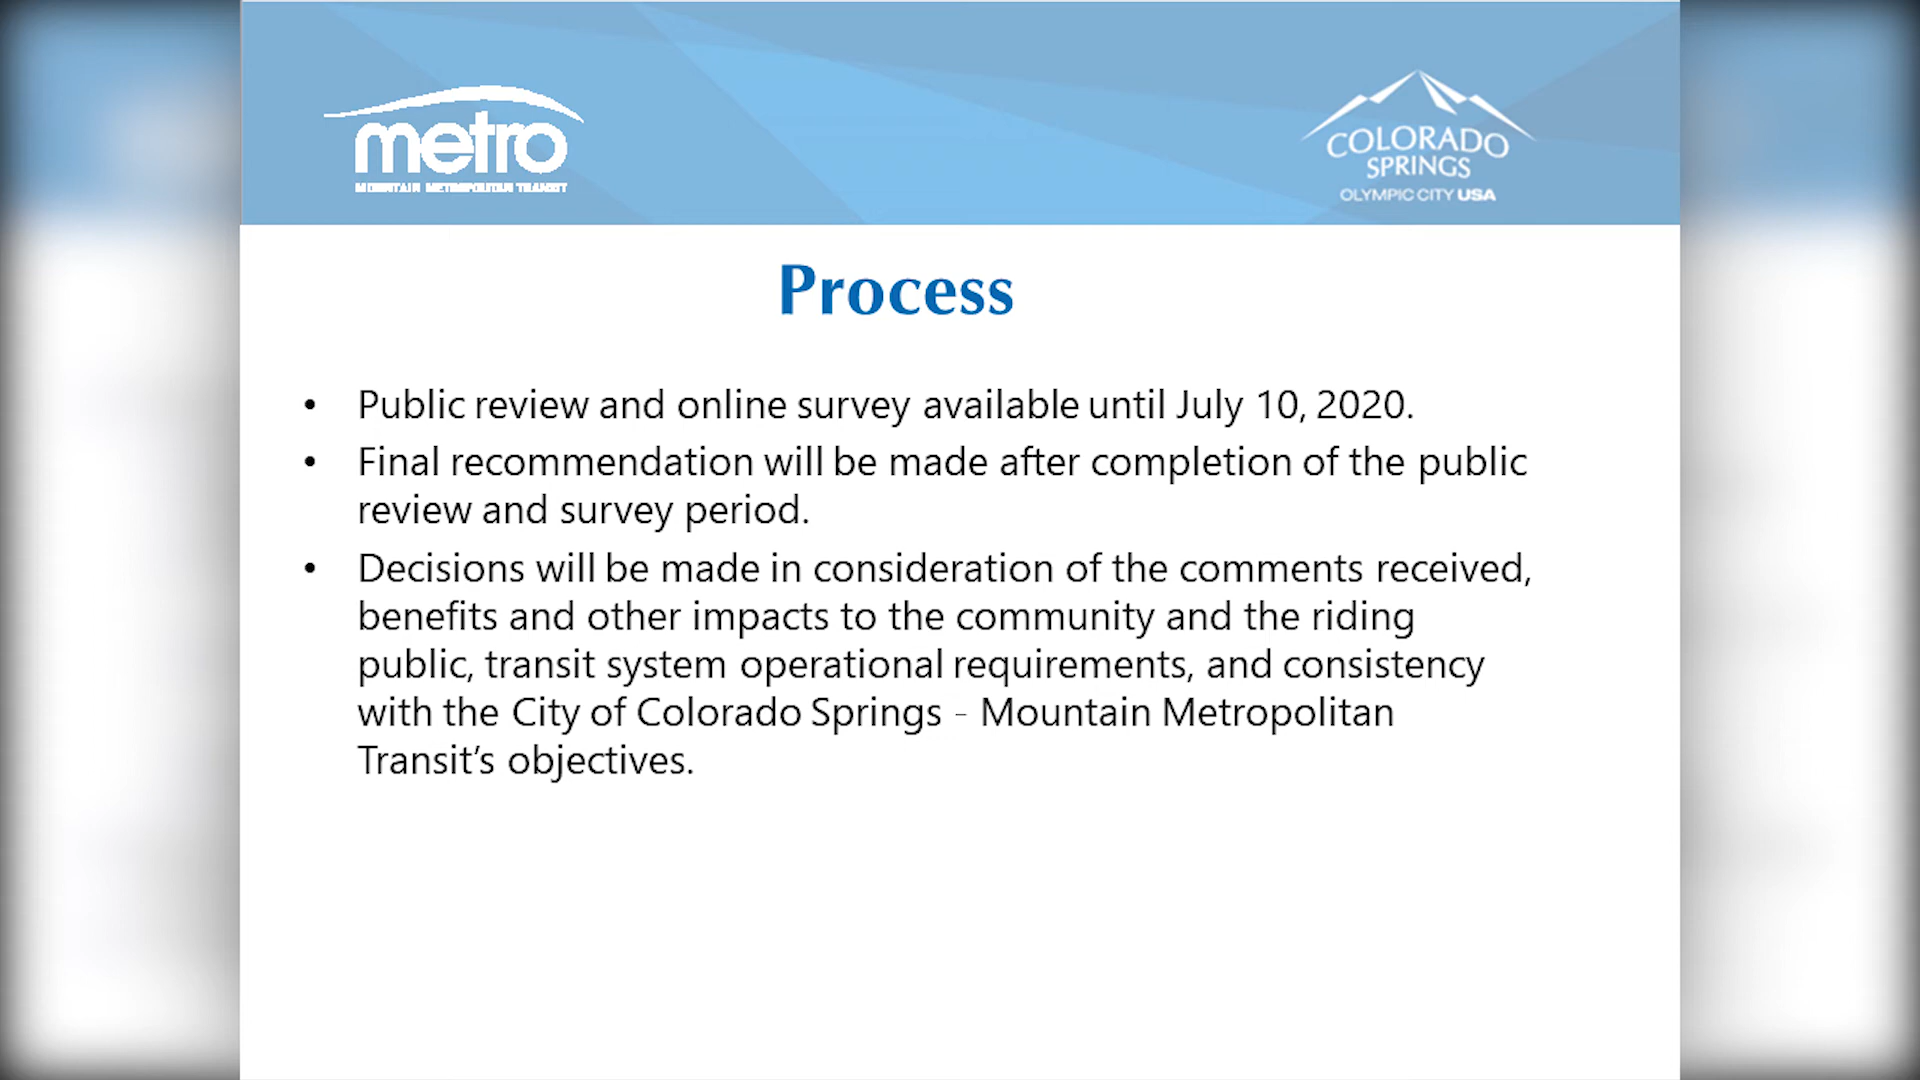 metro
MOUNTAIN METROPOLITAN TRANSIT
COLORADO
SPRINGS
OLYMPIC CITY USA
Process
• Public review and online survey available until July 10, 2020.
• Final recommendation will be made after completion of the public
review and survey period.
• Decisions will be made in consideration of the comments received,
benefits and other impacts to the community and the riding
public, transit system operational requirements, and consistency
with the City of Colorado Springs - Mountain Metropolitan
Transit’s objectives.